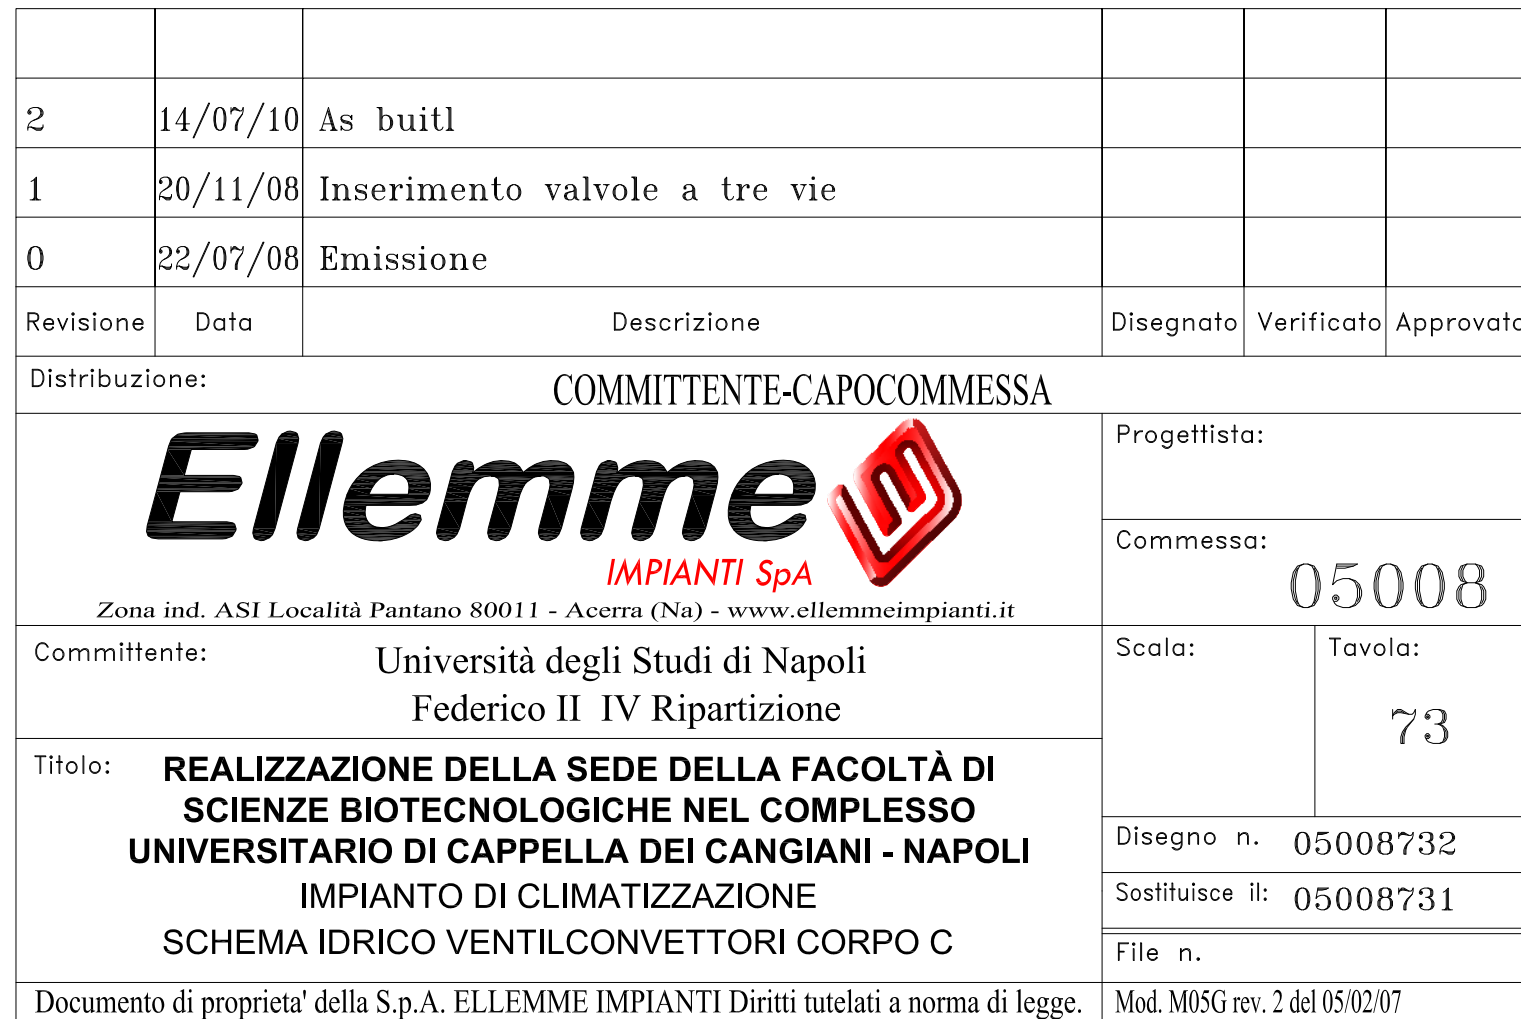 2 14/07/10 As buitl
1 20/11/08 Inserimento valvole a tre vie
0 22/07/08 Emissione
Revisione Data Descrizione Disegnato Verificato Approvato
Distribuzione: COMMITTENTE-CAPOCOMMESSA
Ellemme
IMPIANTI SpA
Zona ind. ASI Località Pantano 80011 - Acerra (Na) - www.ellemmeimpianti.it
Progettista:
Commessa:
05008
Committente: Università degli Studi di Napoli
Federico II IV Ripartizione
Scala:
Tavola:
73
Titolo: REALIZZAZIONE DELLA SEDE DELLA FACOLTÀ DI
SCIENZE BIOTECNOLOGICHE NEL COMPLESSO
UNIVERSITARIO DI CAPPELLA DEI CANGIANI - NAPOLI
IMPIANTO DI CLIMATIZZAZIONE
SCHEMA IDRICO VENTILCONVETTORI CORPO C
Disegno n. 05008732
Sostituisce il: 05008731
File n.
Documento di proprieta' della S.p.A. ELLEMME IMPIANTI Diritti tutelati a norma di legge.
Mod. M05G rev. 2 del 05/02/07